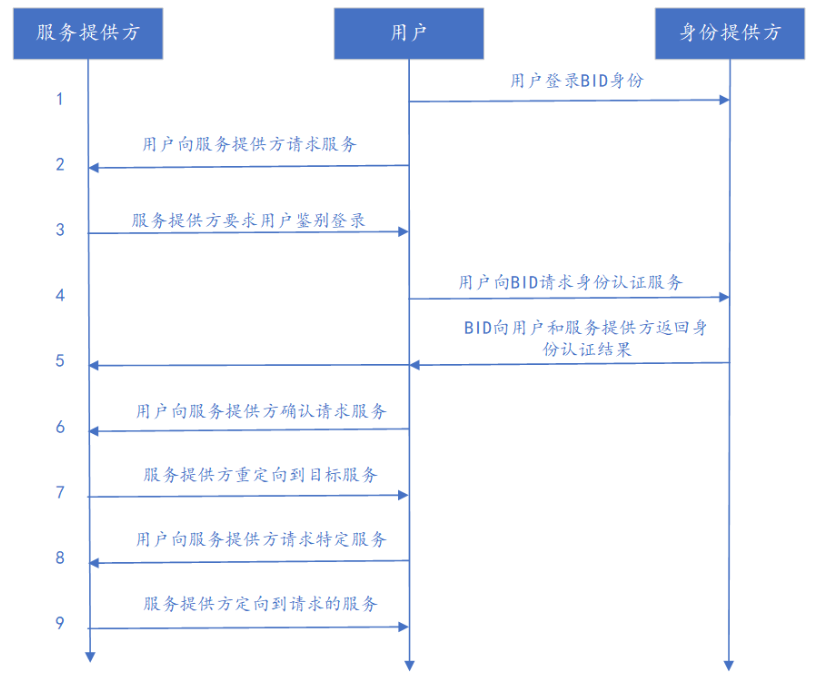 服务提供方
用户
身份提供方
1
用户登录BID身份
2
用户向服务提供方请求服务
3
服务提供方要求用户鉴别登录
4
用户向BID请求身份认证服务
5
BID向用户和服务提供方返回身
份认证结果
6
用户向服务提供方确认请求服务
7
服务提供方重定向到目标服务
8
用户向服务提供方请求特定服务
9
服务提供方定向到请求的服务